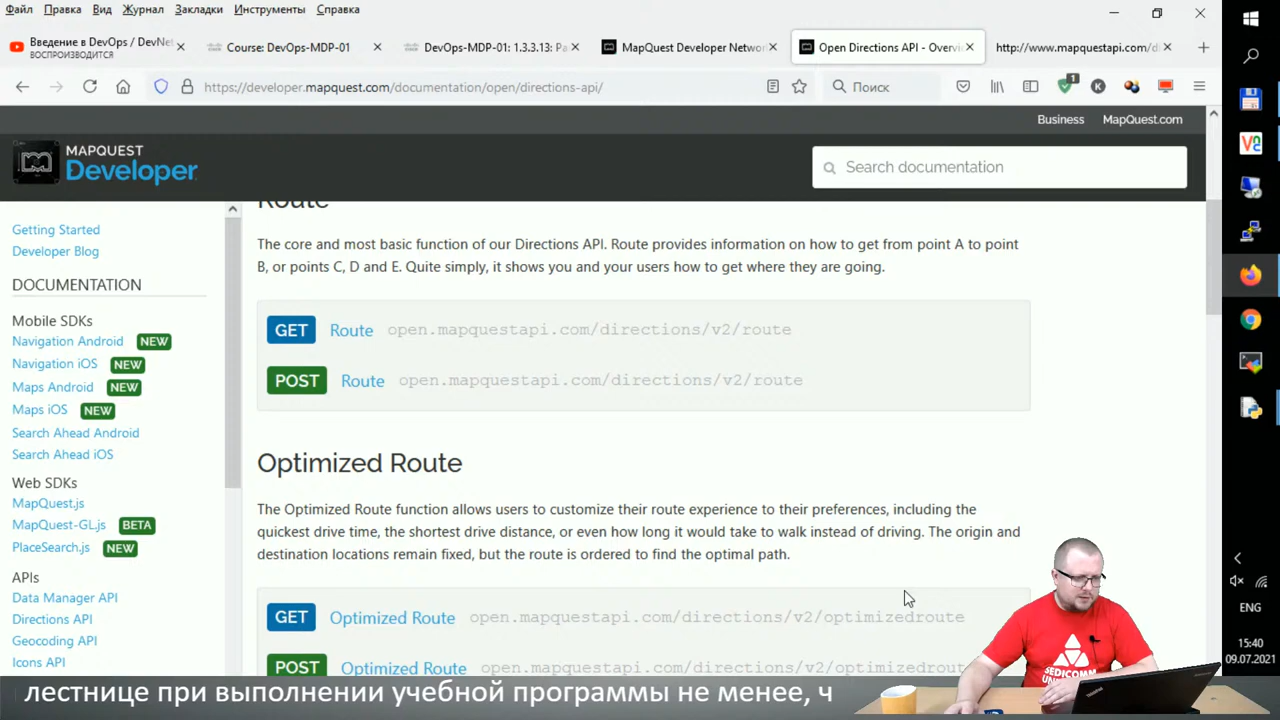 Файл Правка Вид Журнал Закладки Инструменты Справка
Введение в DevOps / DevNet
ВОСПРОИЗВОДИТСЯ
Course: DevOps-MDP-01
DevOps-MDP-01: 1.3.3.13: Pa
MapQuest Developer Network
Open Directions API - Overvi
http://www.mapquestapi.com/d
https://developer.mapquest.com/documentation/open/directions-api/
Поиск
1
K
Business MapQuest.com
MAPQUEST
Developer
Search documentation
Getting Started
Developer Blog
DOCUMENTATION
Mobile SDKs
Navigation Android NEW
Navigation iOS NEW
Maps Android NEW
Maps iOS NEW
Search Ahead Android
Search Ahead iOS
Web SDKs
MapQuest.js
MapQuest-GL.js BETA
PlaceSearch.js NEW
APIs
Data Manager API
Directions API
Geocoding API
Icons API
Route
The core and most basic function of our Directions API. Route provides information on how to get from point A to point
B, or points C, D and E. Quite simply, it shows you and your users how to get where they are going.
GET Route open.mapquestapi.com/directions/v2/route
POST Route open.mapquestapi.com/directions/v2/route
Optimized Route
The Optimized Route function allows users to customize their route experience to their preferences, including the
quickest drive time, the shortest drive distance, or even how long it would take to walk instead of driving. The origin and
destination locations remain fixed, but the route is ordered to find the optimal path.
GET Optimized Route open.mapquestapi.com/directions/v2/optimizedroute
POST Optimized Route open.mapquestapi.com/directions/v2/optimizedrout
ENG
15:40
09.07.2021
SEDICOMM
лестнице при выполнении учебной программы не менее, ч